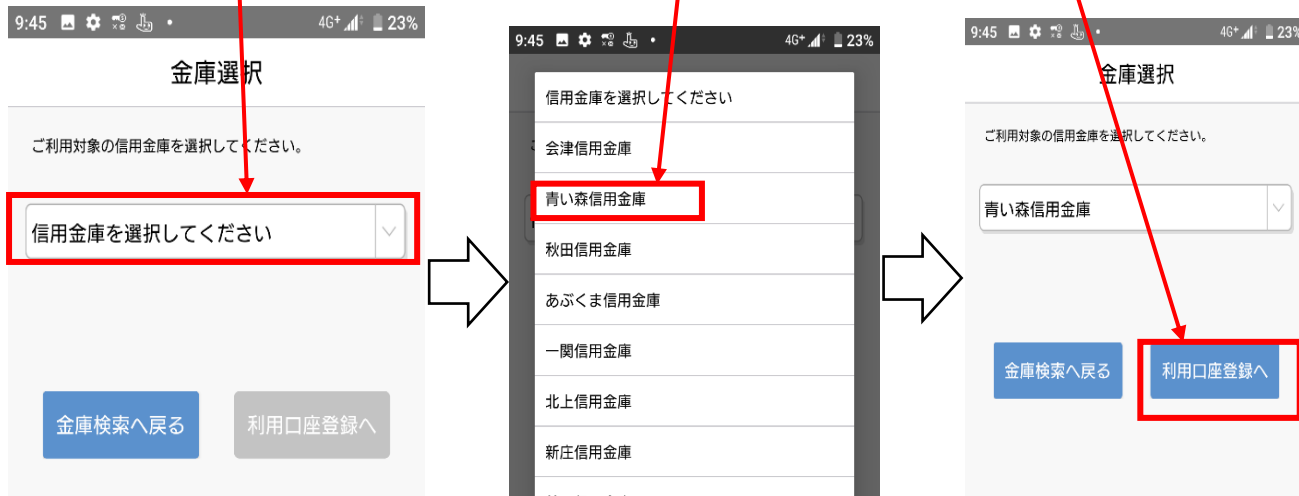 9:45
4G+
23%
金庫選択
ご利用対象の信用金庫を選択してください。
信用金庫を選択してください
金庫検索へ戻る
利用口座登録へ
9:45
4G+
23%
信用金庫を選択してください
会津信用金庫
青い森信用金庫
秋田信用金庫
あぶくま信用金庫
一関信用金庫
北上信用金庫
新庄信用金庫
9:45
4G+
23%
金庫選択
ご利用対象の信用金庫を選択してください。
青い森信用金庫
金庫検索へ戻る
利用口座登録へ